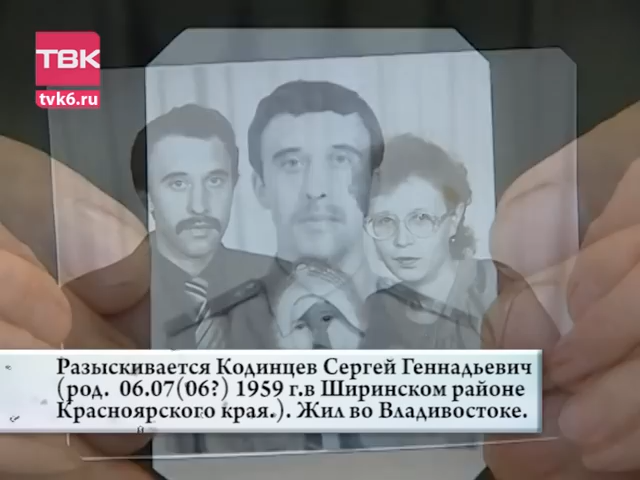 ТВК
tvk6.ru
Разыскивается Кодинцев Сергей Геннадьевич
(род. 06.07(06?) 1959 г.в Ширинском районе
Красноярского края.). Жил во Владивостоке.